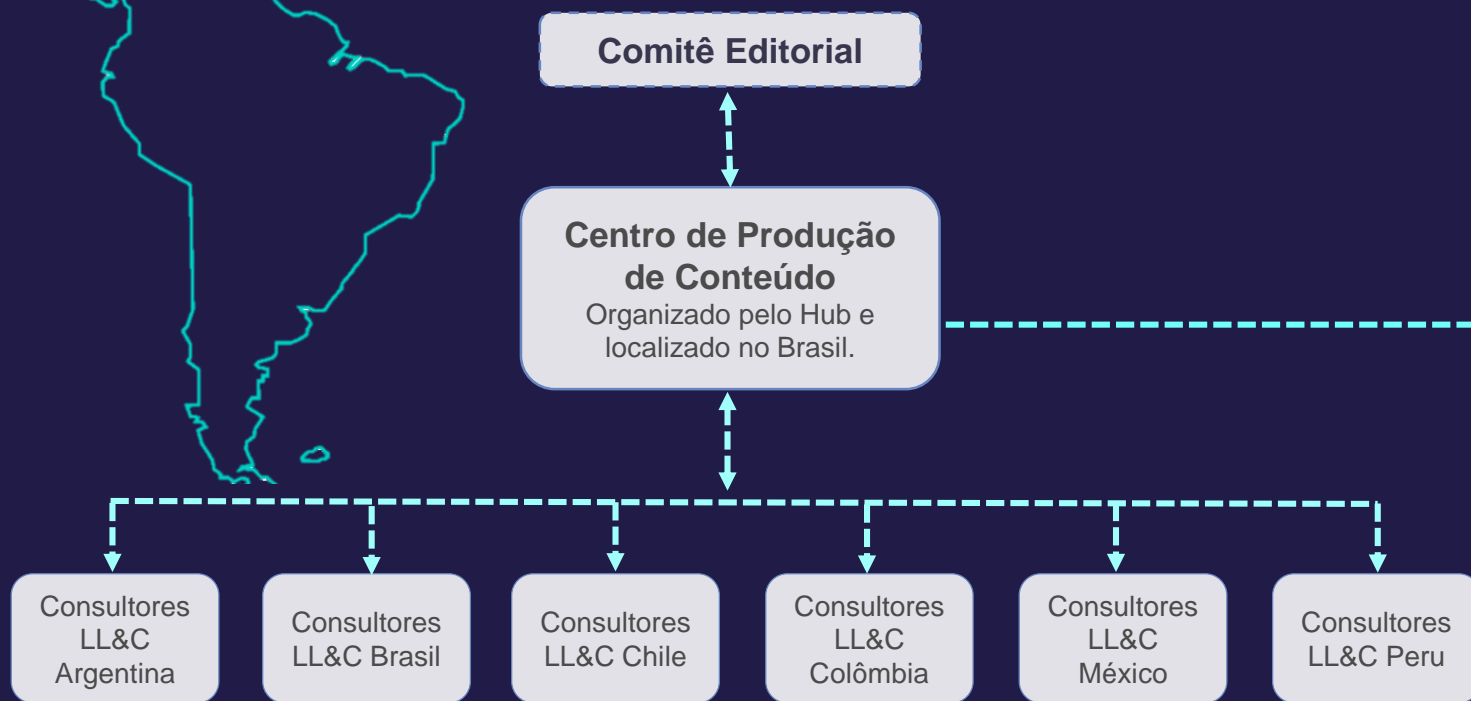 Comitê Editorial
Centro de Produção
de Conteúdo
Organizado pelo Hub e
localizado no Brasil.
Consultores
LL&C
Argentina
Consultores
LL&C Brasil
Consultores
LL&C Chile
Consultores
LL&C
Colômbia
Consultores
LL&C
México
Consultores
LL&C Peru